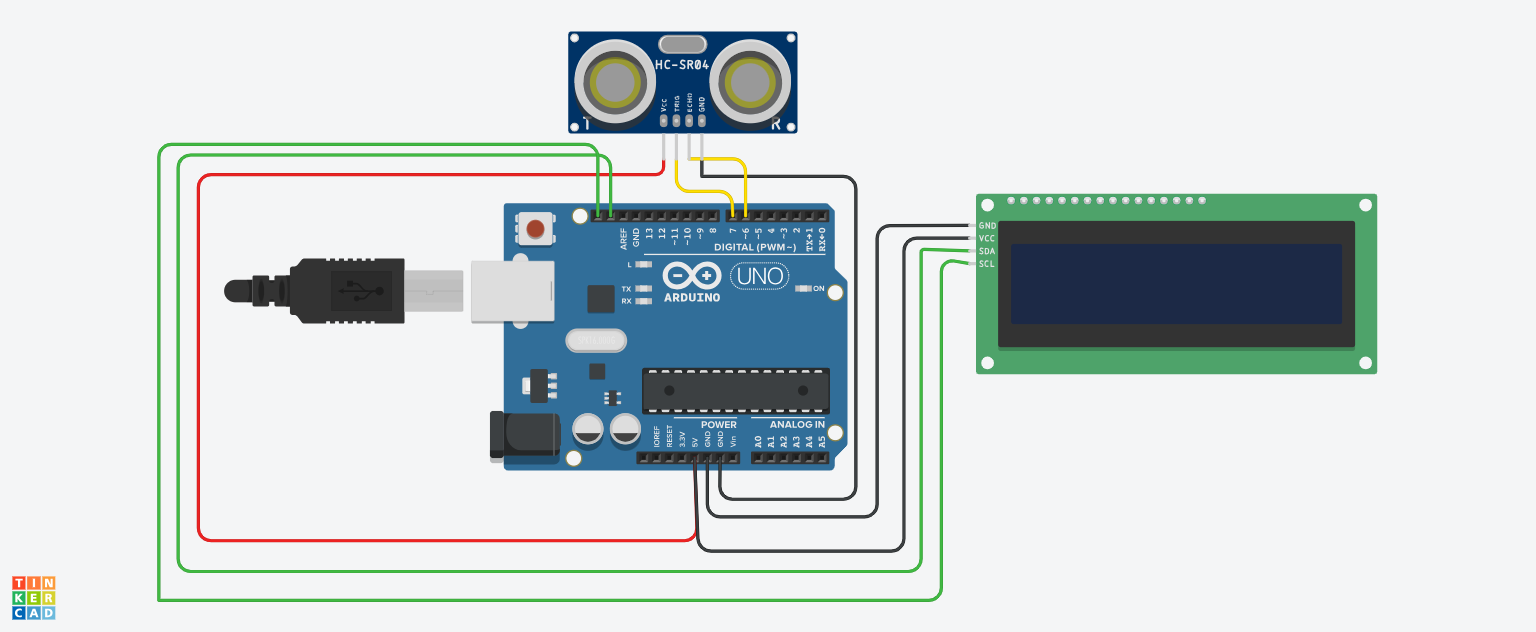 HC-SR04
VCC
TRIG
ECHO
GND
T
R
AREF
GND
13
12
~11
~10
~9
8
7
~6
~5
4
~3
2
TX→1
RX←0
DIGITAL (PWM~)
L
TX
RX
ARDUINO
UNO
ON
GND
VCC
SDA
SCL
POWER
ANALOG IN
IOREF
RESET
3.3V
5V
GND
GND
Vin
A0
A1
A2
A3
A4
A5
TIN
KER
CAD